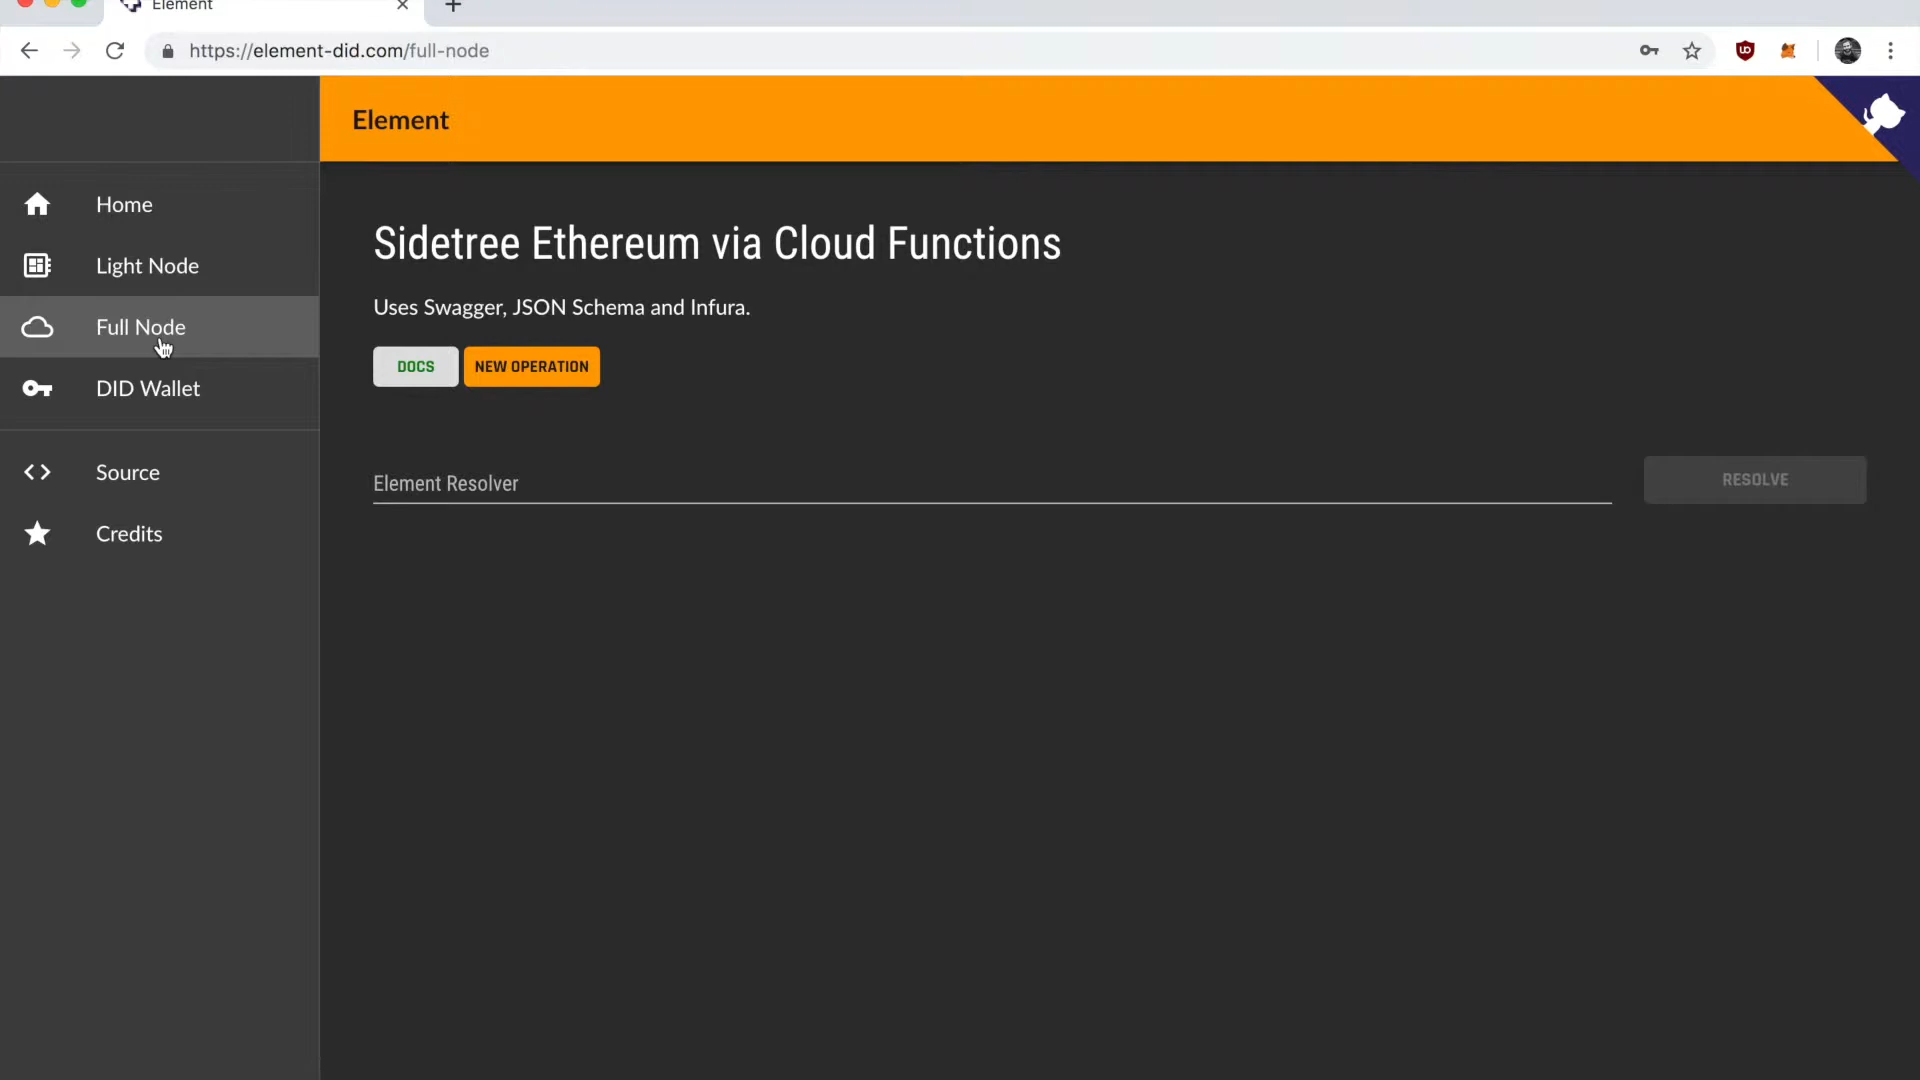 Element
https://element-did.com/full-node
Element
Home
Light Node
Full Node
DID Wallet
Source
Credits
Sidetree Ethereum via Cloud Functions
Uses Swagger, JSON Schema and Infura.
DOCS
NEW OPERATION
Element Resolver
RESOLVE